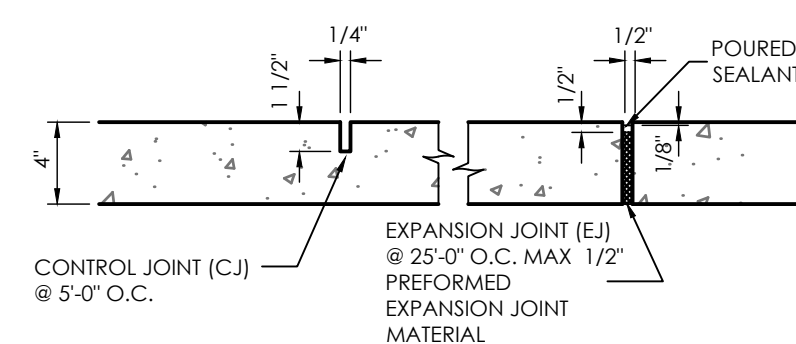 1/4"
1 1/2"
4"
CONTROL JOINT (CJ)
@ 5'-0" O.C.
1/2"
1/2"
POURED
SEALANT
1/8"
EXPANSION JOINT (EJ)
@ 25'-0" O.C. MAX 1/2"
PREFORMED
EXPANSION JOINT
MATERIAL